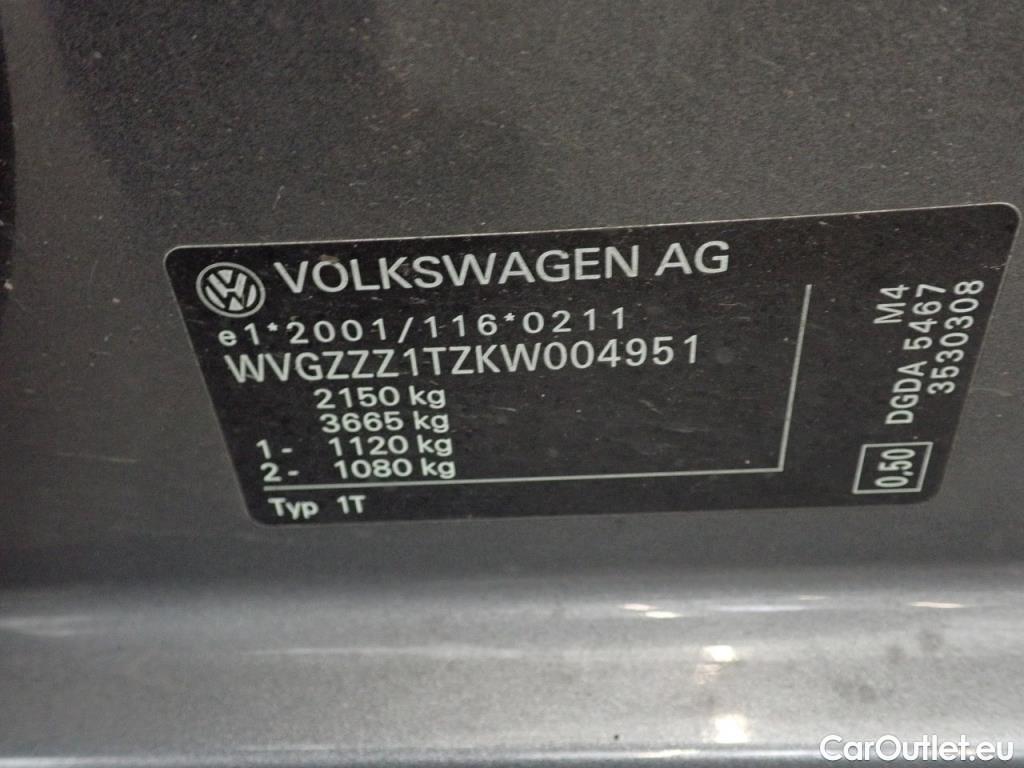 VOLKSWAGEN AG
e1*2001/116*0211
WVGZZZ1TZKW004951
2150 kg
3665 kg
1- 1120 kg
2- 1080 kg
Typ 1T
M4
DGDA 5467
3530308
0,50
CarOutlet.eu